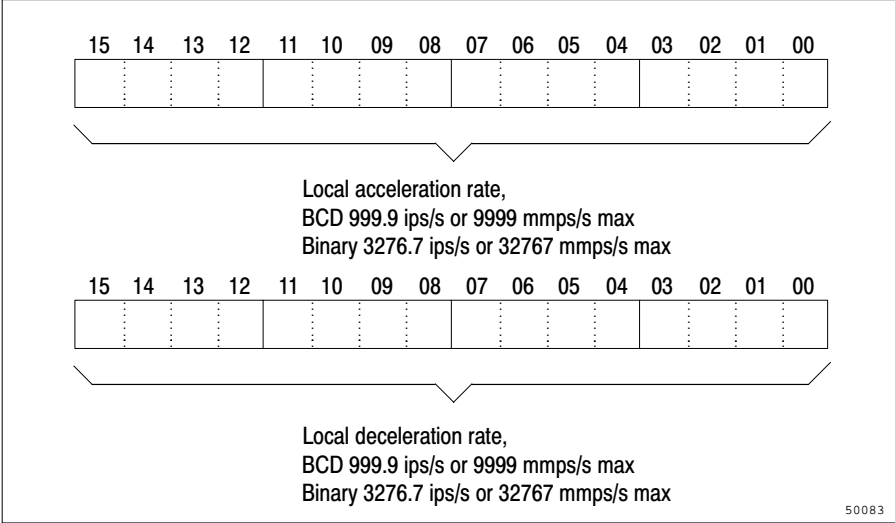 15 14 13 12 11 10 09 08 07 06 05 04 03 02 01 00
Local acceleration rate,
BCD 999.9 ips/s or 9999 mmps/s max
Binary 3276.7 ips/s or 32767 mmps/s max
15 14 13 12 11 10 09 08 07 06 05 04 03 02 01 00
Local deceleration rate,
BCD 999.9 ips/s or 9999 mmps/s max
Binary 3276.7 ips/s or 32767 mmps/s max
50083